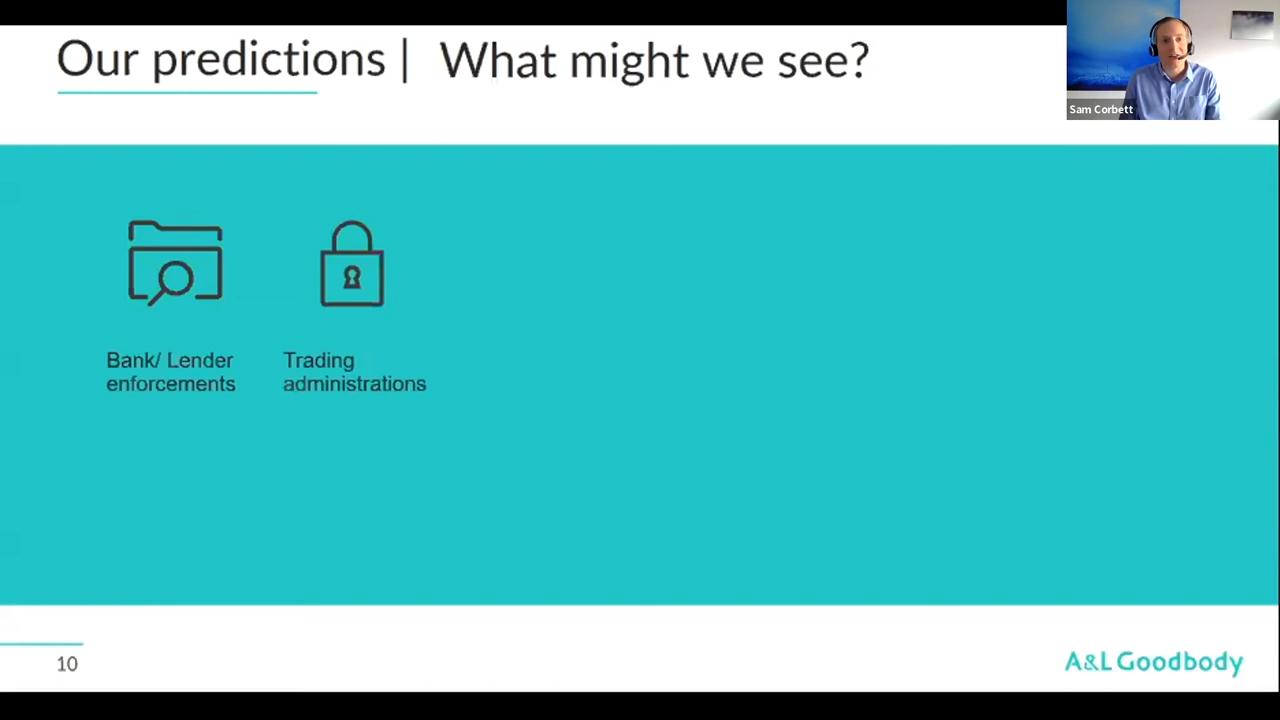 Our predictions | What might we see?
Sam Corbett
Bank/ Lender
enforcements
Trading
administrations
10
A&L Goodbody